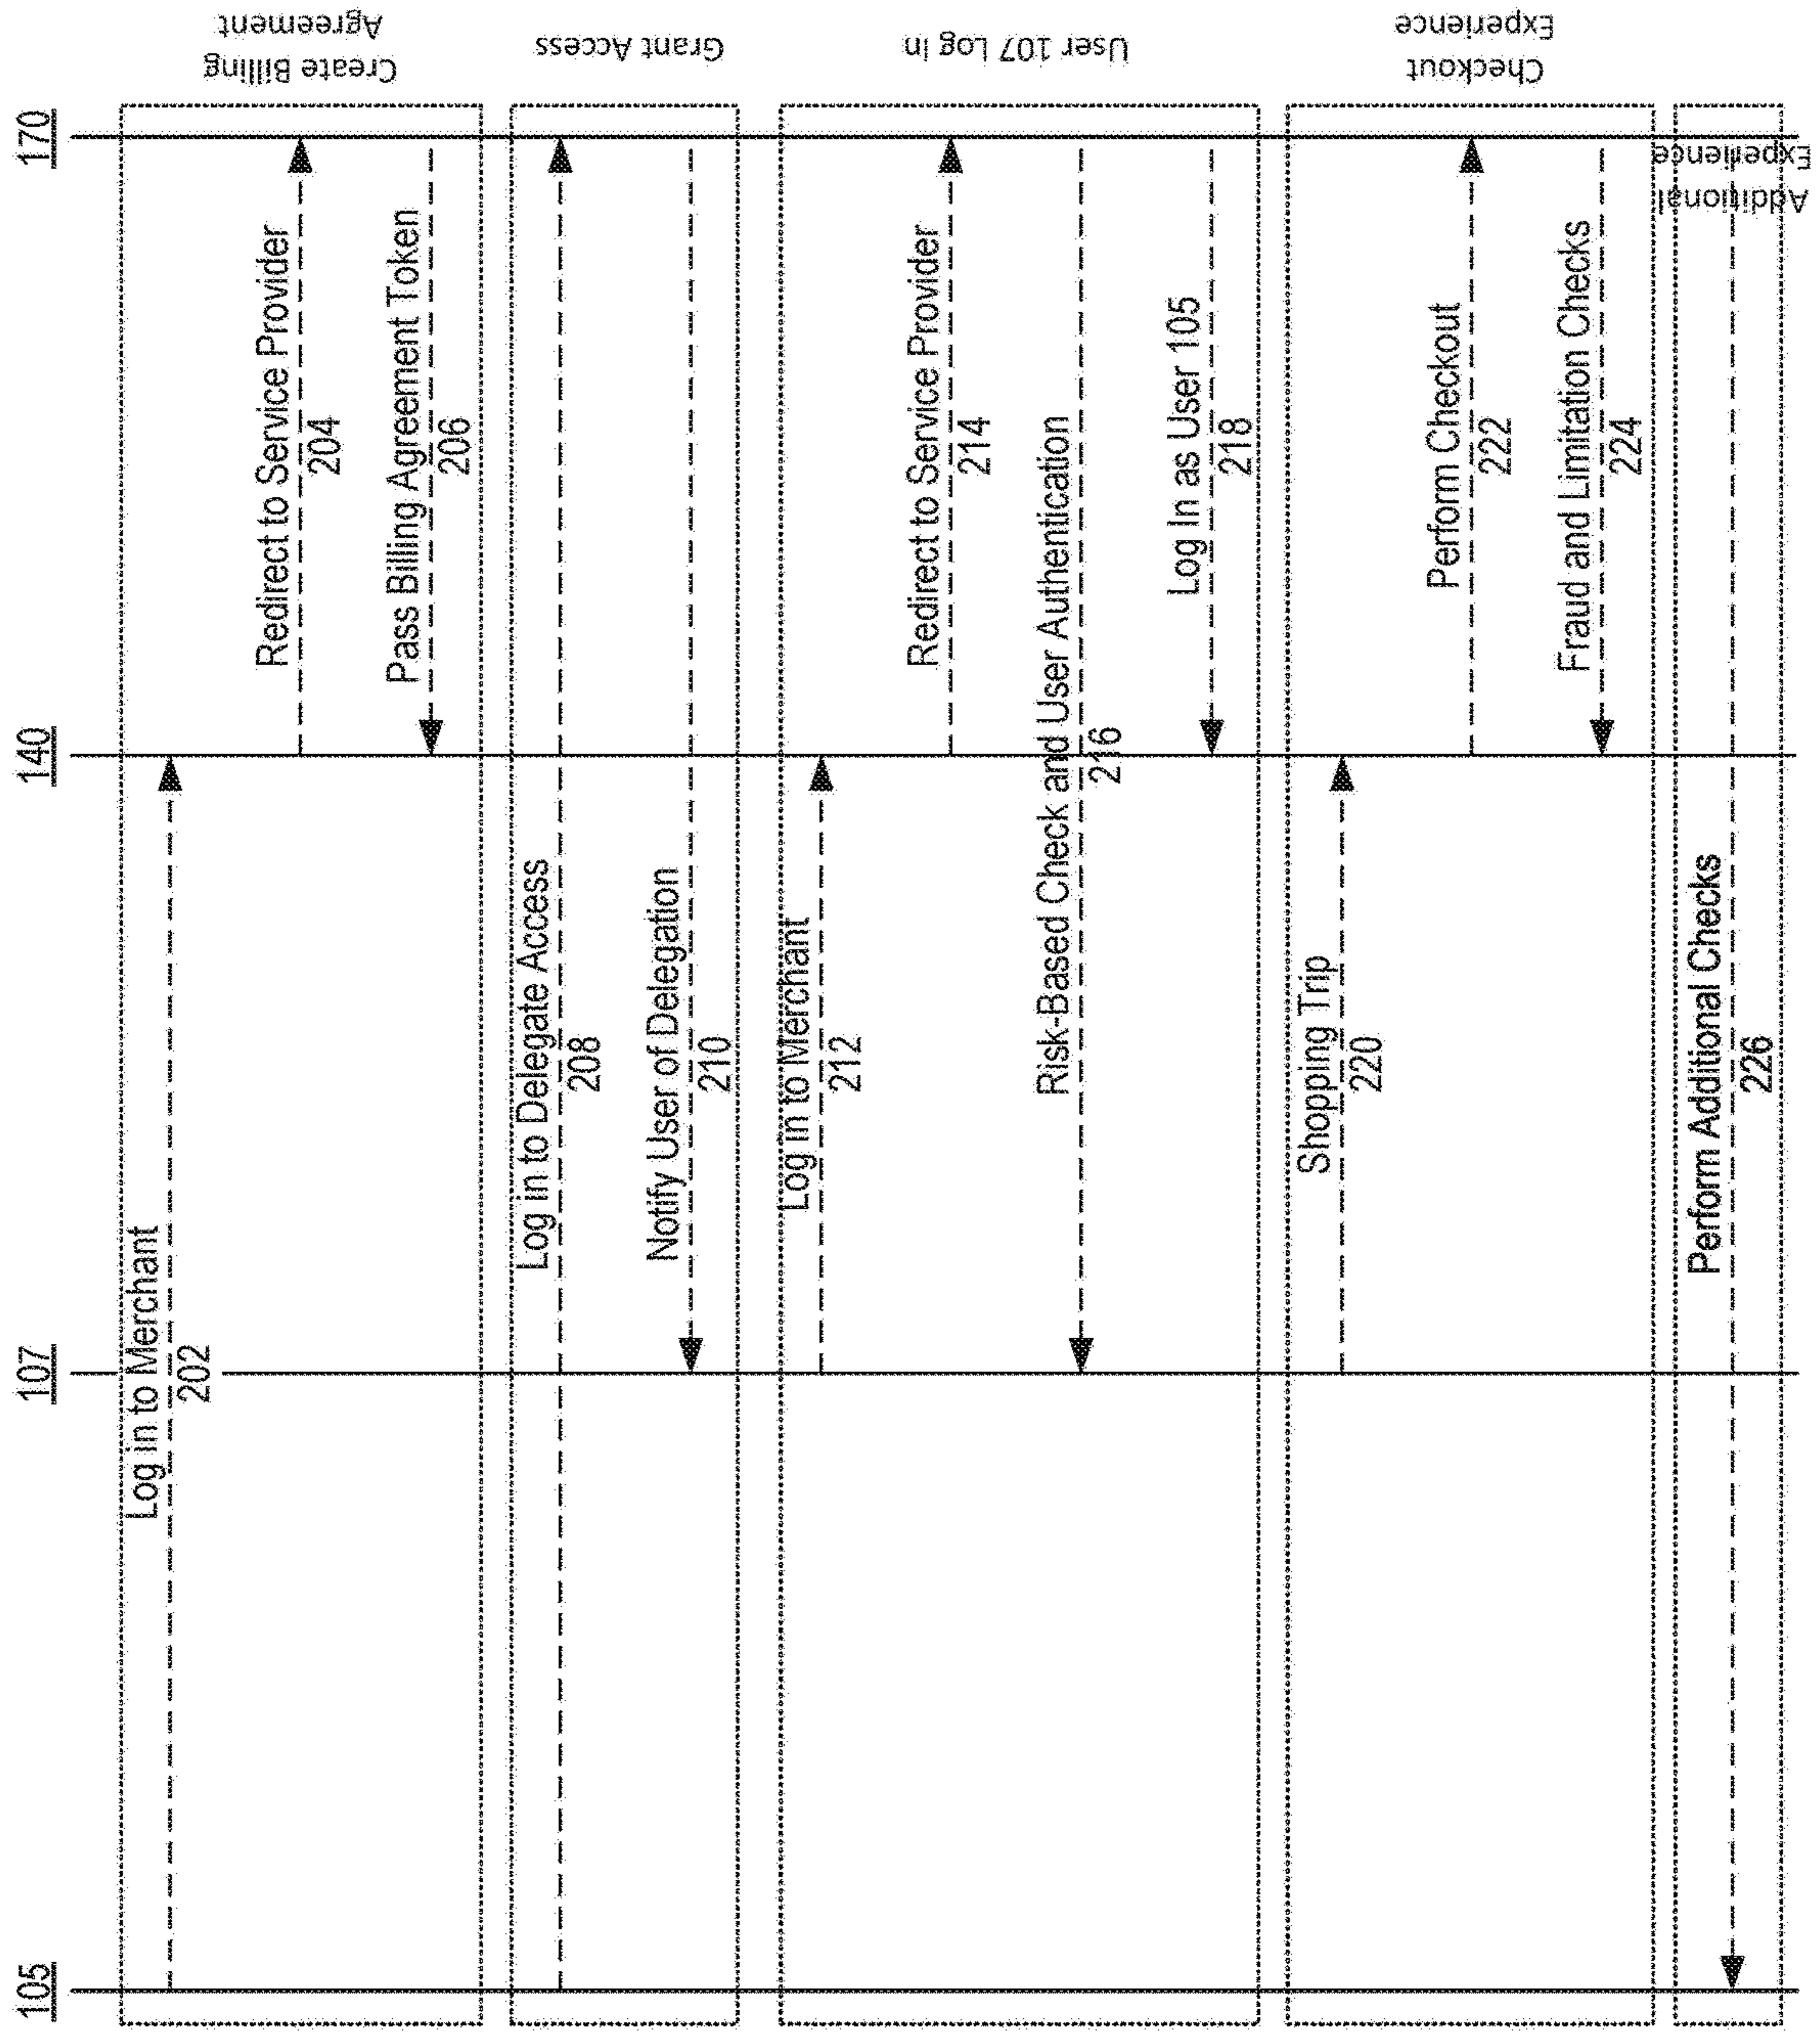 105
107
140
170
Create Billing
Agreement
Log in to Merchant
202
Redirect to Service Provider
204
Pass Billing Agreement Token
206
Grant Access
Log in to Delegate Access
208
Notify User of Delegation
210
User 107 Log In
Log in to Merchant
212
Redirect to Service Provider
214
Risk-Based Check and User Authentication
216
Log In as User 105
218
Checkout
Experience
Shopping Trip
220
Perform Checkout
222
Fraud and Limitation Checks
224
Additional
Experience
Perform Additional Checks
226